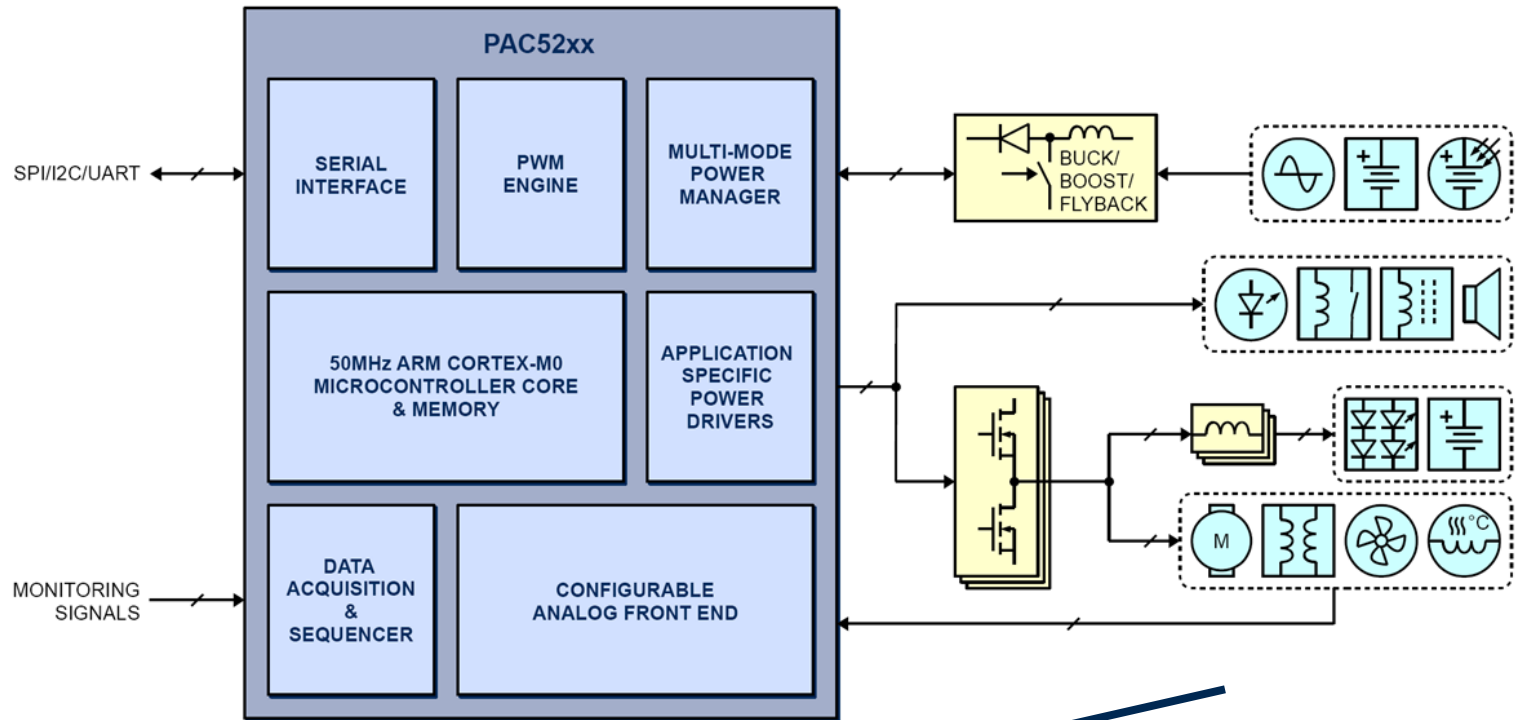 PAC52xx
SERIAL
INTERFACE
PWM
ENGINE
MULTI-MODE
POWER
MANAGER
SPI/I2C/UART
BUCK/
BOOST/
FLYBACK
+
+
50MHz ARM CORTEX-M0
MICROCONTROLLER CORE
& MEMORY
APPLICATION
SPECIFIC
POWER
DRIVERS
+
M
°C
DATA
ACQUISITION
&
SEQUENCER
CONFIGURABLE
ANALOG FRONT END
MONITORING
SIGNALS